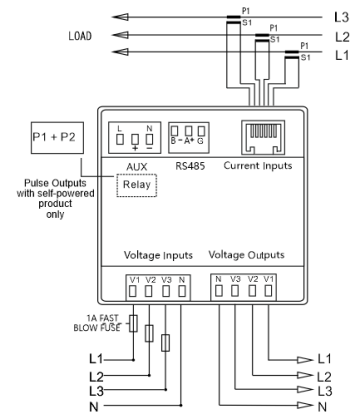 P1
L3
S1
LOAD
P1
L2
S1
P1
L1
S1
P1 + P2
L N
+ −
B − A+ G
AUX
RS485
Current Inputs
Pulse Outputs
with self-powered
product
only
Relay
Voltage Inputs
Voltage Outputs
V1 V2 V3 N
N V3 V2 V1
1A FAST
BLOW FUSE
L1
L1
L2
L2
L3
L3
N
N